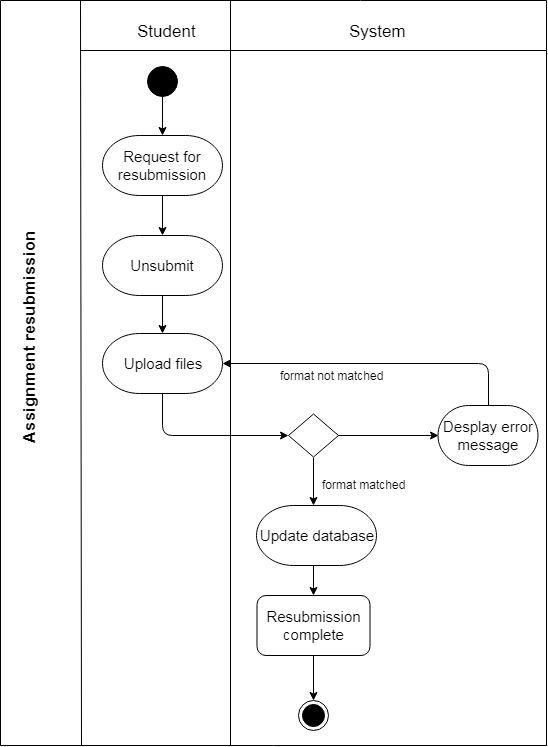 Student
System
Assignment resubmission
Request for
resubmission
Unsubmit
Upload files
format not matched
Desplay error
message
format matched
Update database
Resubmission
complete